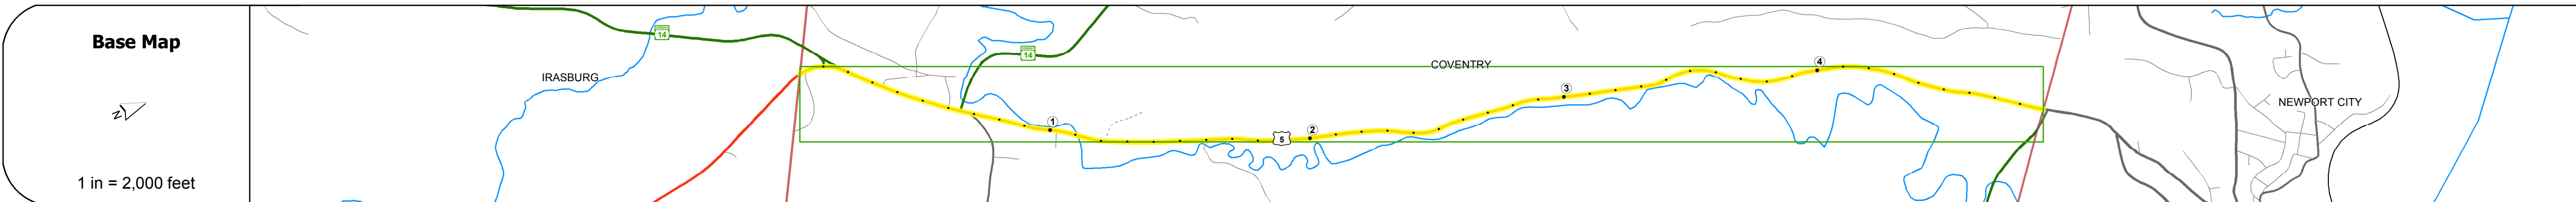 Base Map
N
1 in = 2,000 feet
14
14
IRASBURG
COVENTRY
NEWPORT CITY
1
5
2
3
4